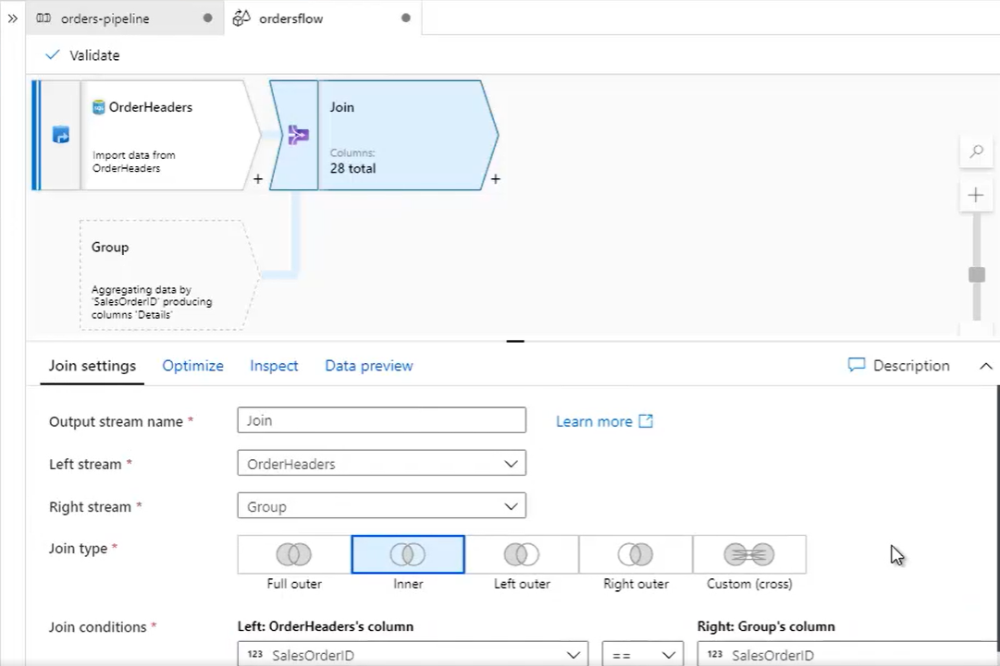 orders-pipeline
ordersflow
Validate
OrderHeaders
Import data from
OrderHeaders
Join
Columns:
28 total
Group
Aggregating data by
'SalesOrderID' producing
columns 'Details'
Join settings
Optimize
Inspect
Data preview
Description
Output stream name *
Join
Learn more
Left stream *
OrderHeaders
Right stream *
Group
Join type *
Full outer
Inner
Left outer
Right outer
Custom (cross)
Join conditions *
Left: OrderHeaders's column
Right: Group's column
123 SalesOrderID
==
123 SalesOrderID